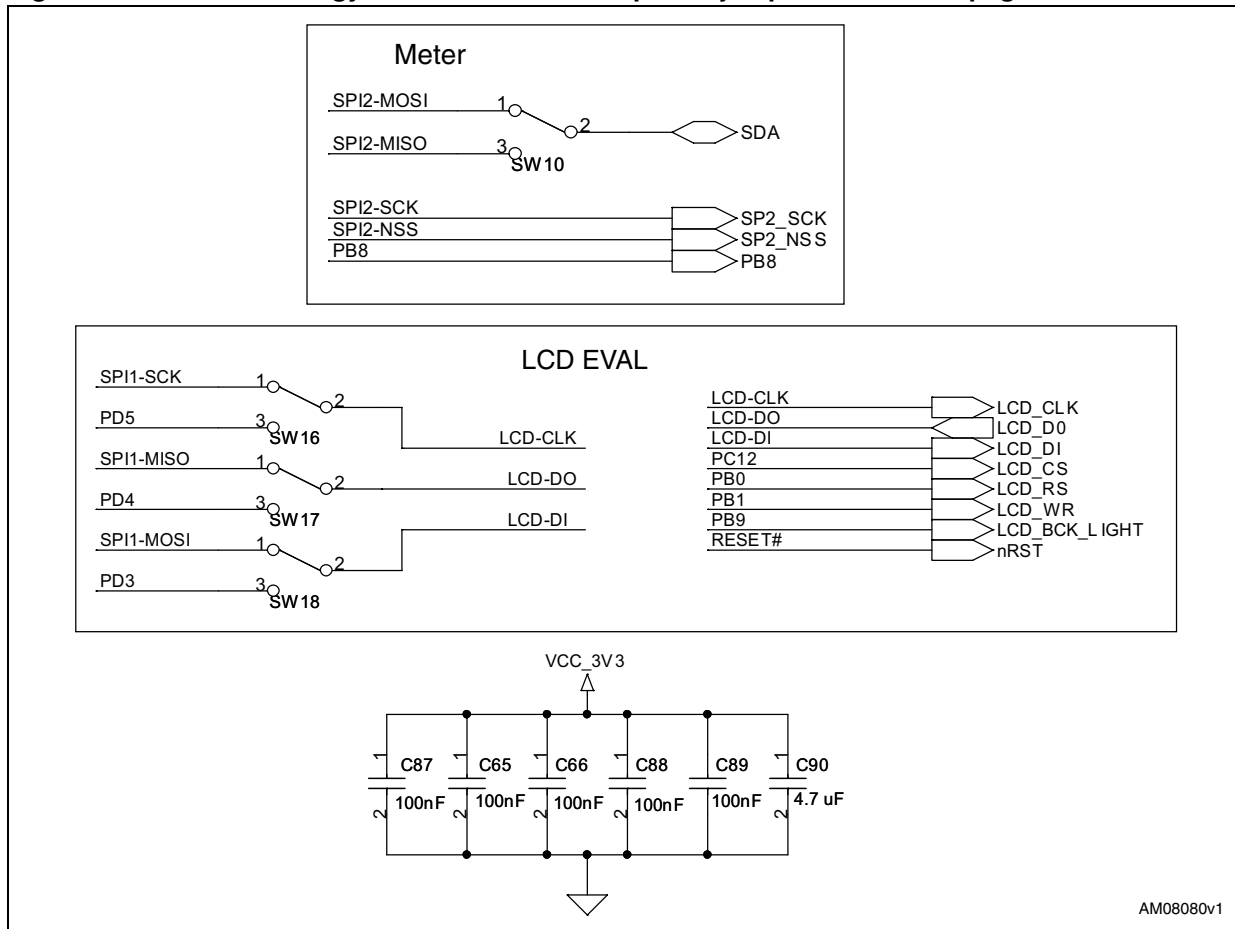 Meter
SPI2-MOSI
1
2
SDA
SPI2-MISO
3
SW10
SPI2-SCK
SP2_SCK
SPI2-NSS
SP2_NSS
PB8
PB8
LCD EVAL
SPI1-SCK
1
2
PD5
3
SW16
LCD-CLK
SPI1-MISO
1
2
LCD-DO
PD4
3
SW17
LCD-DI
SPI1-MOSI
1
2
PD3
3
SW18
LCD-CLK
LCD_CLK
LCD-DO
LCD_D0
LCD-DI
LCD_DI
PC12
LCD_CS
PB0
LCD_RS
PB1
LCD_WR
PB9
LCD_BCK_LIGHT
RESET#
nRST
VCC_3V3
1
C87
100nF
2
1
C65
100nF
2
1
C66
100nF
2
1
C88
100nF
2
C89
100nF
1
C90
4.7 uF
2
AM08080v1